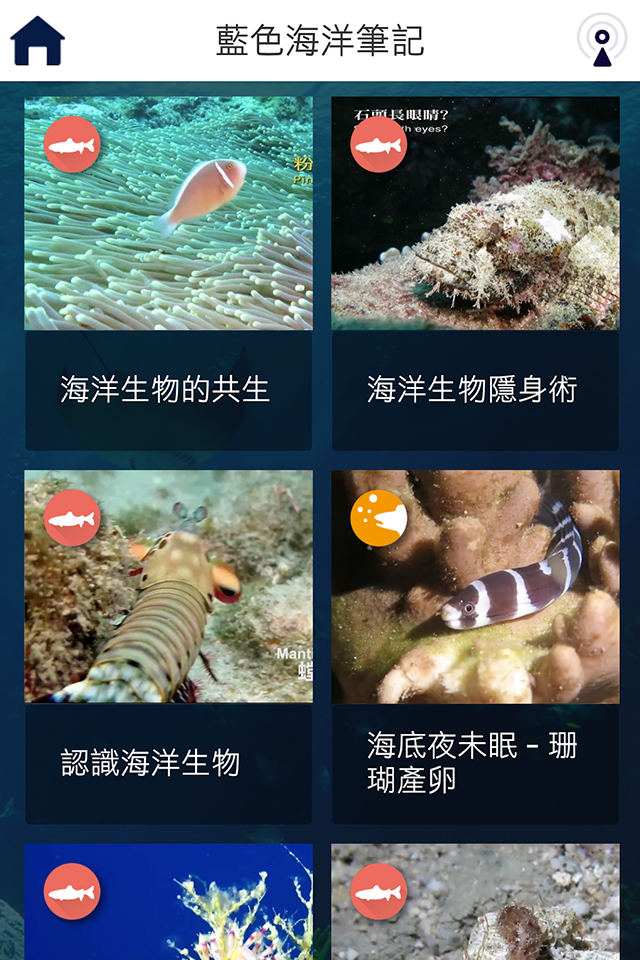 藍色海洋筆記
粉
Pin
石頭長眼睛?
eyes?
海洋生物的共生
海洋生物隱身術
Mant
海底夜未眠 – 珊
瑚產卵
認識海洋生物